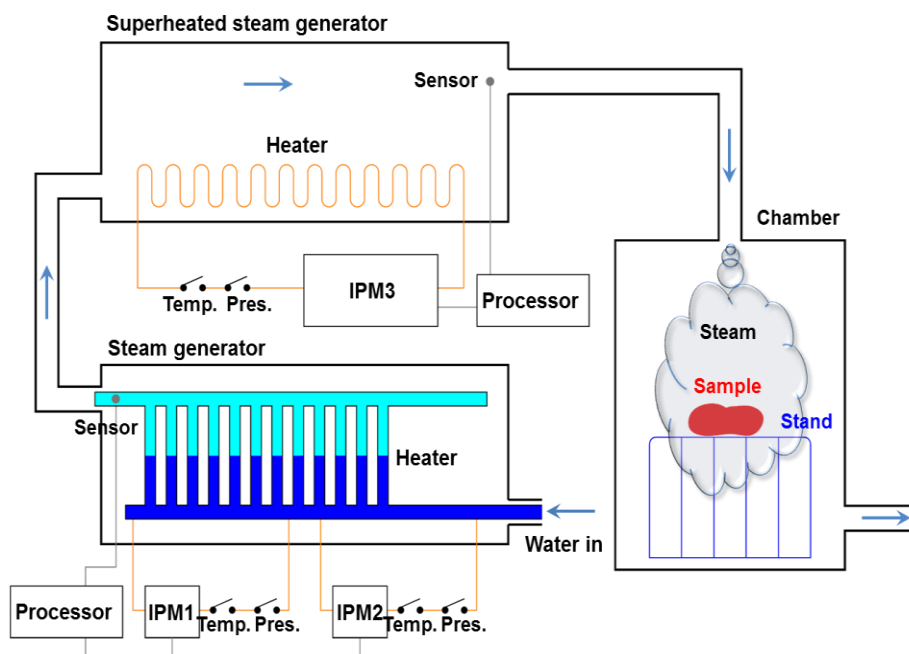 Superheated steam generator
Sensor
Heater
Temp. Pres.
IPM3
Processor
Chamber
Steam
Sample
Stand
Steam generator
Sensor
Heater
Water in
Processor
IPM1
Temp. Pres.
IPM2
Temp. Pres.